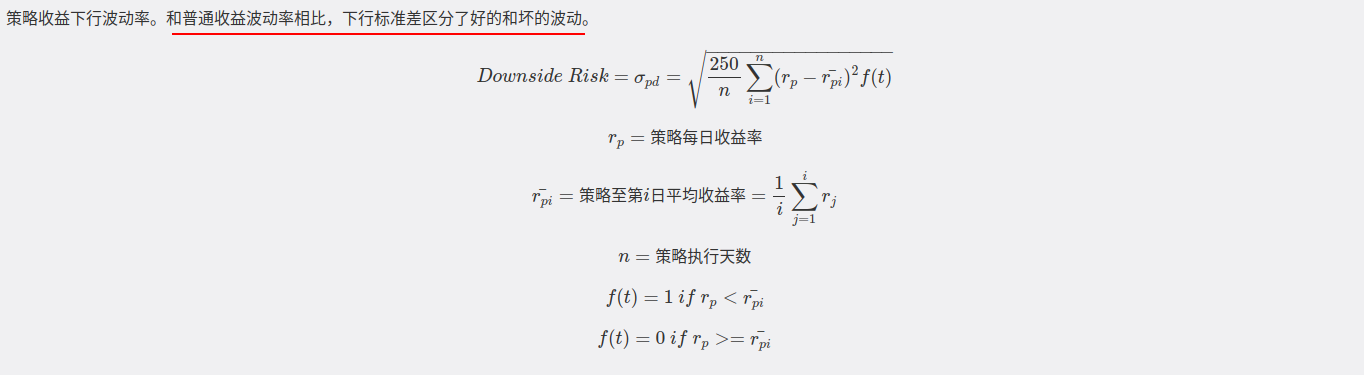 策略收益下行波动率。和普通收益波动率相比，下行标准差区分了好的和坏的波动。
$Downside\ Risk = \sigma_{pd} = \sqrt{\frac{250}{n}\sum_{i=1}^{n}(r_p - \bar{r_{pi}})^2 f(t)}$
$r_p = $ 策略每日收益率
$\bar{r_{pi}} = $ 策略至第$i$日平均收益率 $= \frac{1}{i}\sum_{j=1}^{i} r_j$
$n = $ 策略执行天数
$f(t) = 1\ if\ r_p < \bar{r_{pi}}$
$f(t) = 0\ if\ r_p >= \bar{r_{pi}}$